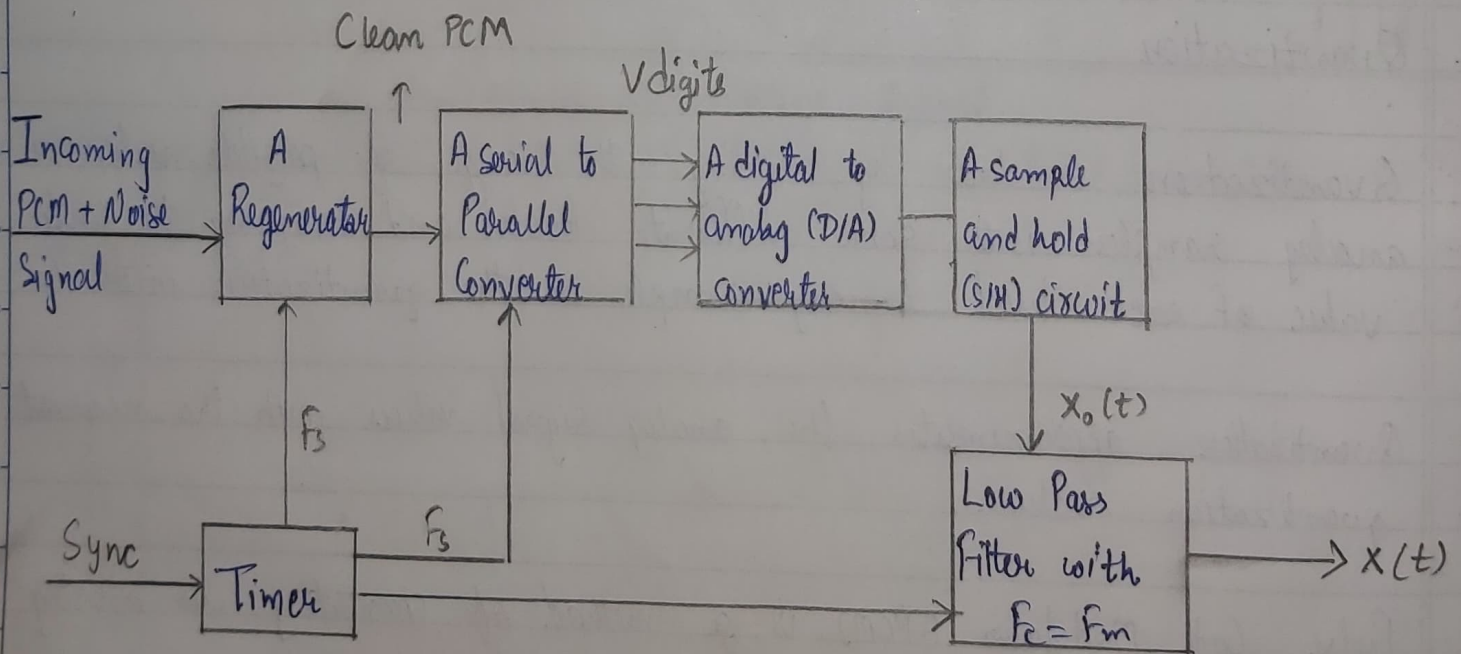 Clean PCM
V digits
Incoming
PCM + Noise
Signal
A
Regenerator
A serial to
Parallel
Converter
A digital to
analog (D/A)
converter
A sample
and hold
(S/H) circuit
fs
X₀(t)
Sync
Timer
Fs
Low Pass
Filter with
Fc = Fm
X(t)